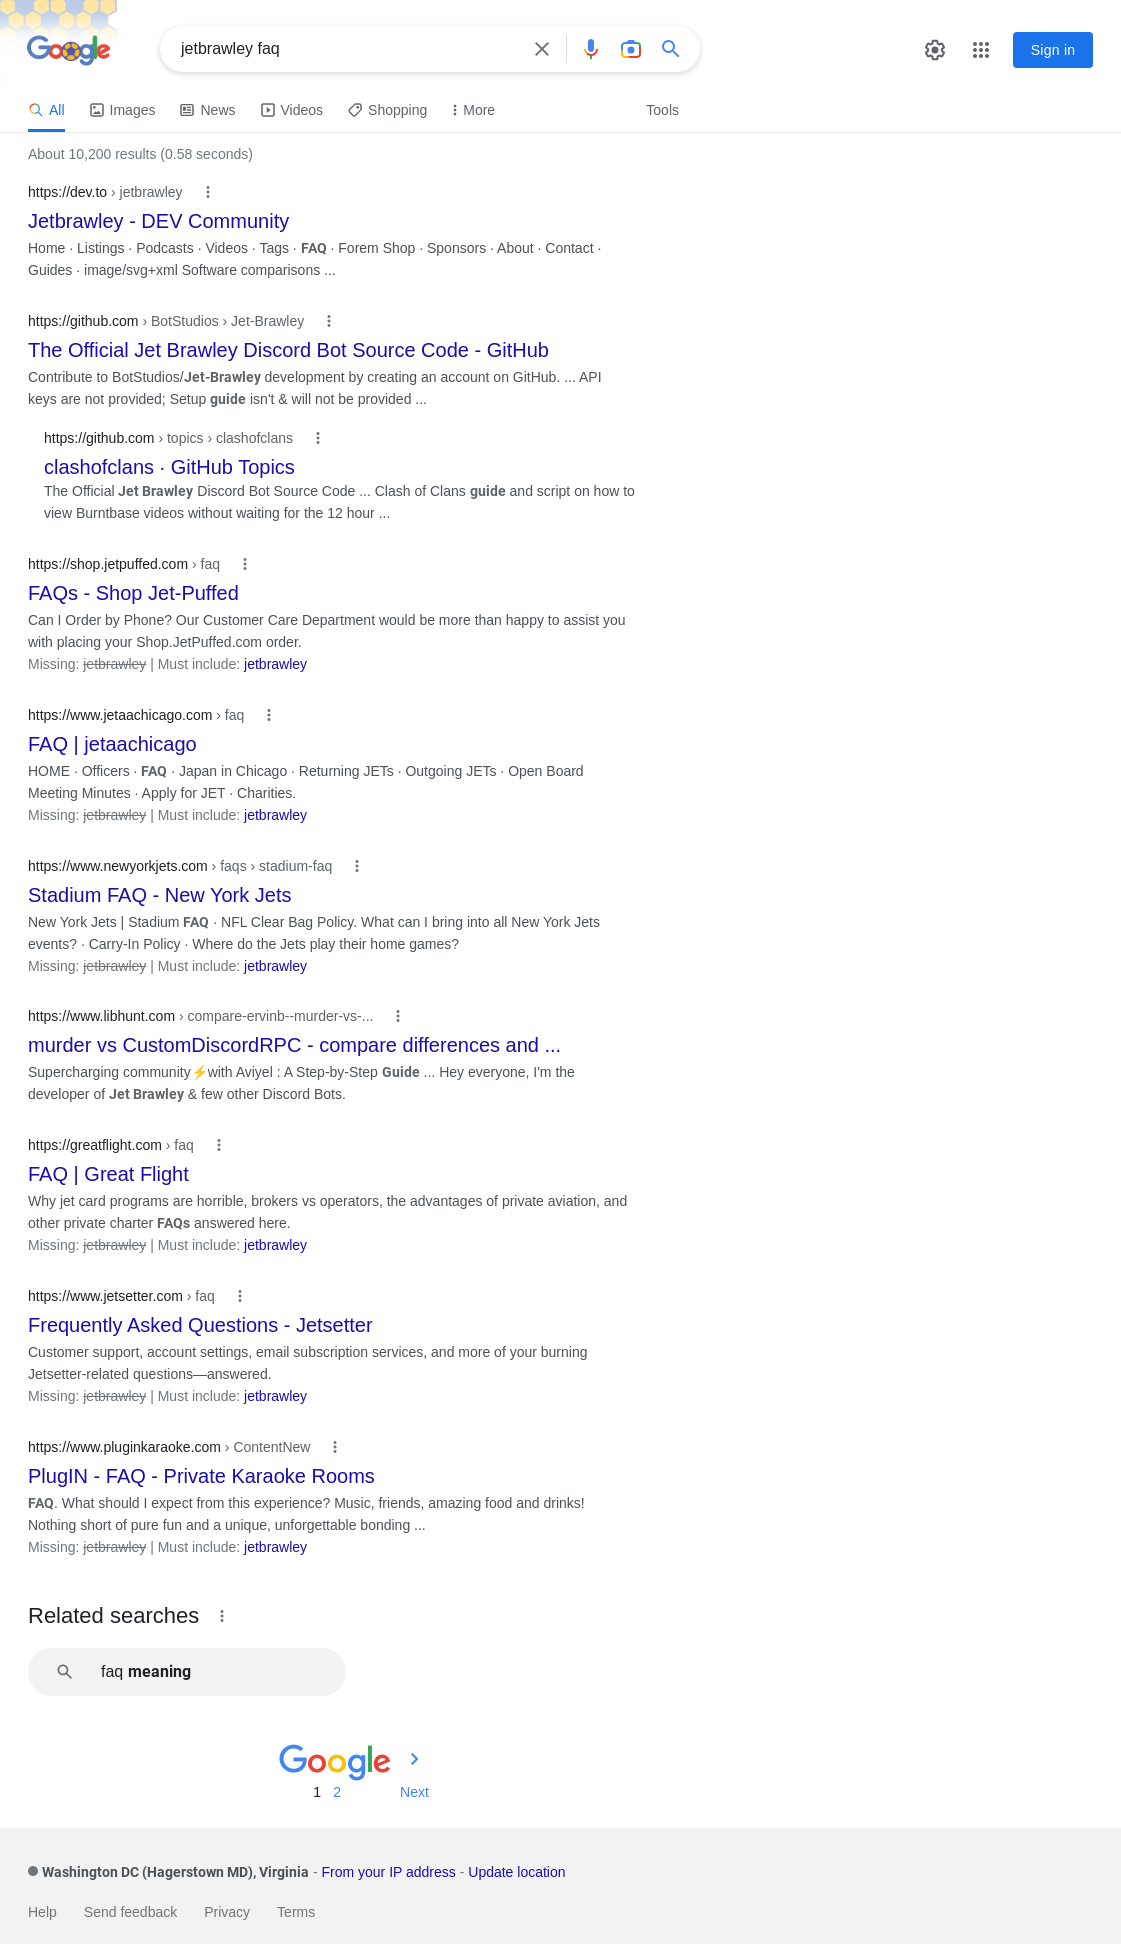 Google
jetbrawley faq
Sign in
All Images News Videos Shopping More Tools
About 10,200 results (0.58 seconds)
https://dev.to › jetbrawley
Jetbrawley - DEV Community
Home · Listings · Podcasts · Videos · Tags · FAQ · Forem Shop · Sponsors · About · Contact ·
Guides · image/svg+xml Software comparisons ...
https://github.com › BotStudios › Jet-Brawley
The Official Jet Brawley Discord Bot Source Code - GitHub
Contribute to BotStudios/Jet-Brawley development by creating an account on GitHub. ... API
keys are not provided; Setup guide isn't & will not be provided ...
https://github.com › topics › clashofclans
clashofclans · GitHub Topics
The Official Jet Brawley Discord Bot Source Code ... Clash of Clans guide and script on how to
view Burntbase videos without waiting for the 12 hour ...
https://shop.jetpuffed.com › faq
FAQs - Shop Jet-Puffed
Can I Order by Phone? Our Customer Care Department would be more than happy to assist you
with placing your Shop.JetPuffed.com order.
Missing: jetbrawley | Must include: jetbrawley
https://www.jetaachicago.com › faq
FAQ | jetaachicago
HOME · Officers · FAQ · Japan in Chicago · Returning JETs · Outgoing JETs · Open Board
Meeting Minutes · Apply for JET · Charities.
Missing: jetbrawley | Must include: jetbrawley
https://www.newyorkjets.com › faqs › stadium-faq
Stadium FAQ - New York Jets
New York Jets | Stadium FAQ · NFL Clear Bag Policy. What can I bring into all New York Jets
events? · Carry-In Policy · Where do the Jets play their home games?
Missing: jetbrawley | Must include: jetbrawley
https://www.libhunt.com › compare-ervinb--murder-vs-...
murder vs CustomDiscordRPC - compare differences and ...
Supercharging community⚡with Aviyel : A Step-by-Step Guide ... Hey everyone, I'm the
developer of Jet Brawley & few other Discord Bots.
https://greatflight.com › faq
FAQ | Great Flight
Why jet card programs are horrible, brokers vs operators, the advantages of private aviation, and
other private charter FAQs answered here.
Missing: jetbrawley | Must include: jetbrawley
https://www.jetsetter.com › faq
Frequently Asked Questions - Jetsetter
Customer support, account settings, email subscription services, and more of your burning
Jetsetter-related questions—answered.
Missing: jetbrawley | Must include: jetbrawley
https://www.pluginkaraoke.com › ContentNew
PlugIN - FAQ - Private Karaoke Rooms
FAQ. What should I expect from this experience? Music, friends, amazing food and drinks!
Nothing short of pure fun and a unique, unforgettable bonding ...
Missing: jetbrawley | Must include: jetbrawley
Related searches
faq meaning
Google
1 2 Next
Washington DC (Hagerstown MD), Virginia - From your IP address - Update location
Help Send feedback Privacy Terms